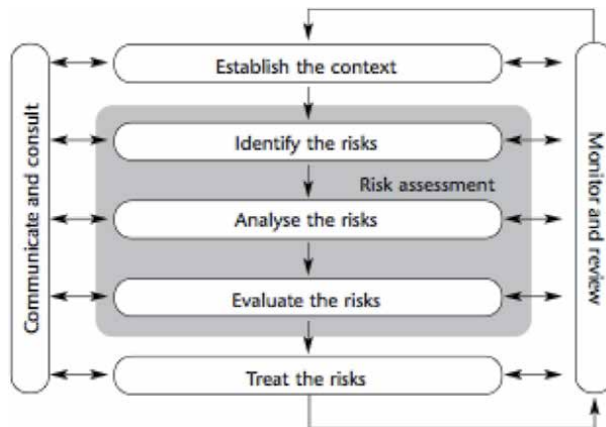 Establish the context
Identify the risks
Risk assessment
Analyse the risks
Evaluate the risks
Treat the risks
Communicate and consult
Monitor and review